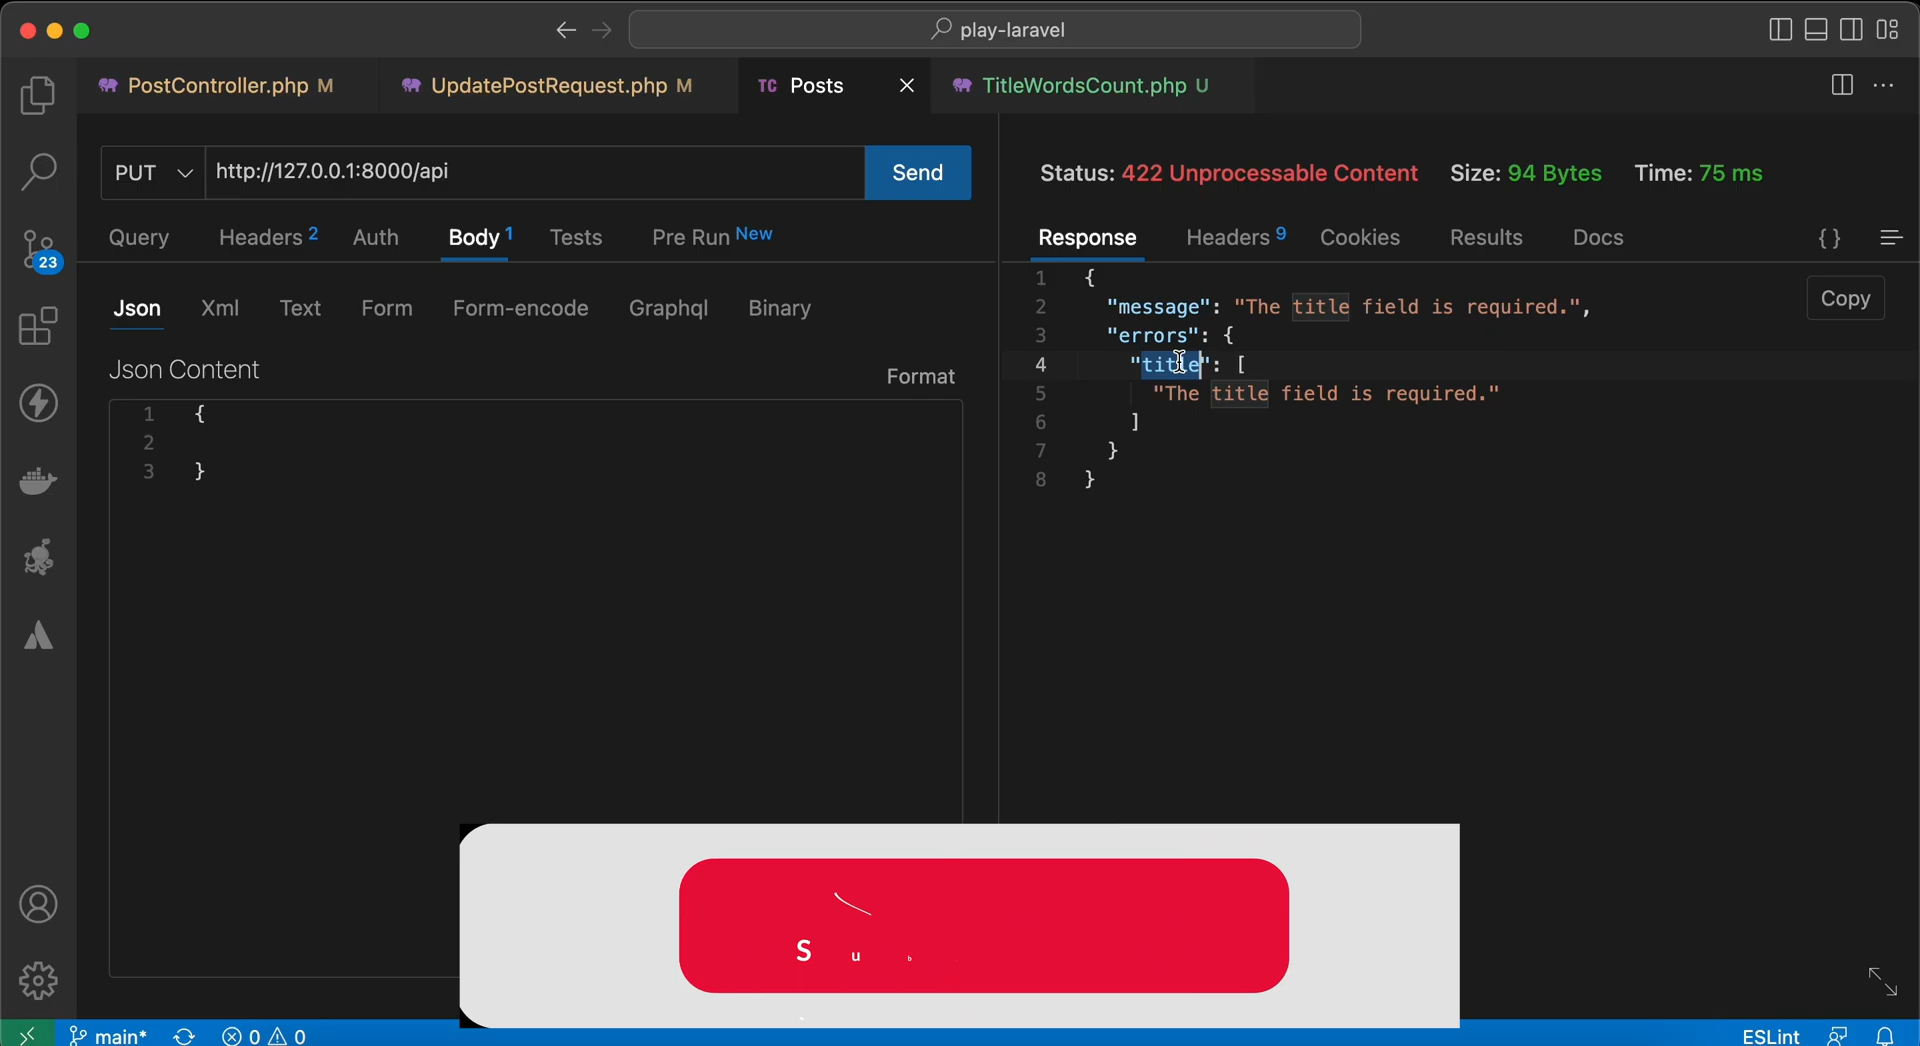 play-laravel
PostController.php M
UpdatePostRequest.php M
TC Posts
TitleWordsCount.php U
PUT
http://127.0.0.1:8000/api
Send
Status: 422 Unprocessable Content Size: 94 Bytes Time: 75 ms
Query Headers 2 Auth Body 1 Tests Pre Run New
Response Headers 9 Cookies Results Docs { }
Json Xml Text Form Form-encode Graphql Binary
Json Content
Format
1 {
2
3 }
Copy
1 {
2 "message": "The title field is required.",
3 "errors": {
4 "title": [
5 "The title field is required."
6 ]
7 }
8 }
23
S u b
main*
0
0
ESLint